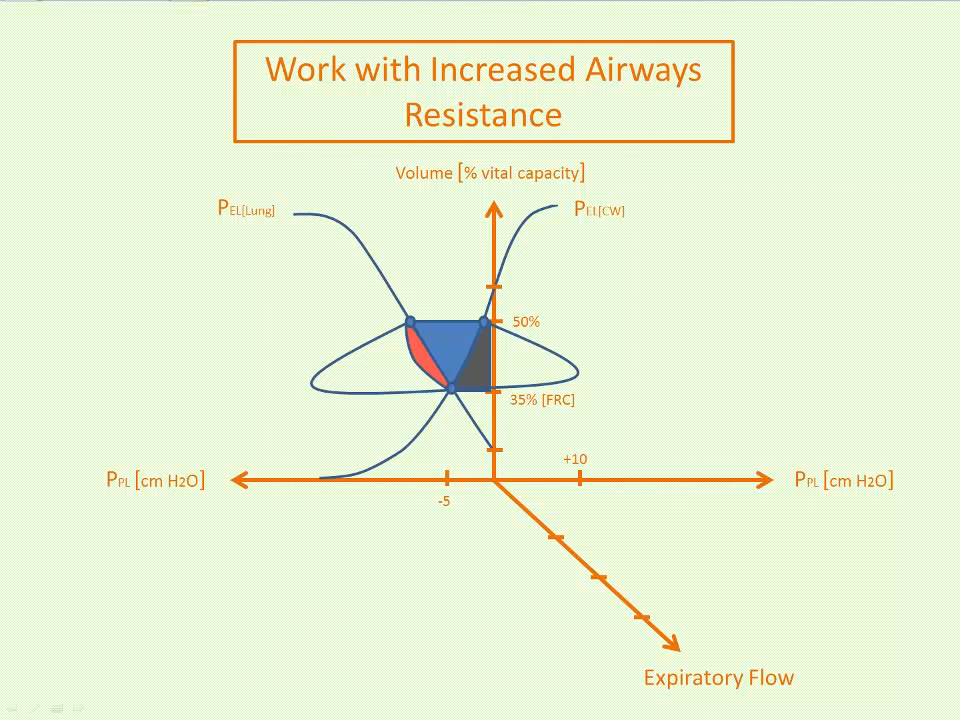 Work with Increased Airways
Resistance
Volume [% vital capacity]
PEL[Lung]
PEL[CW]
50%
35% [FRC]
+10
PPL [cm H2O]
-5
PPL [cm H2O]
Expiratory Flow